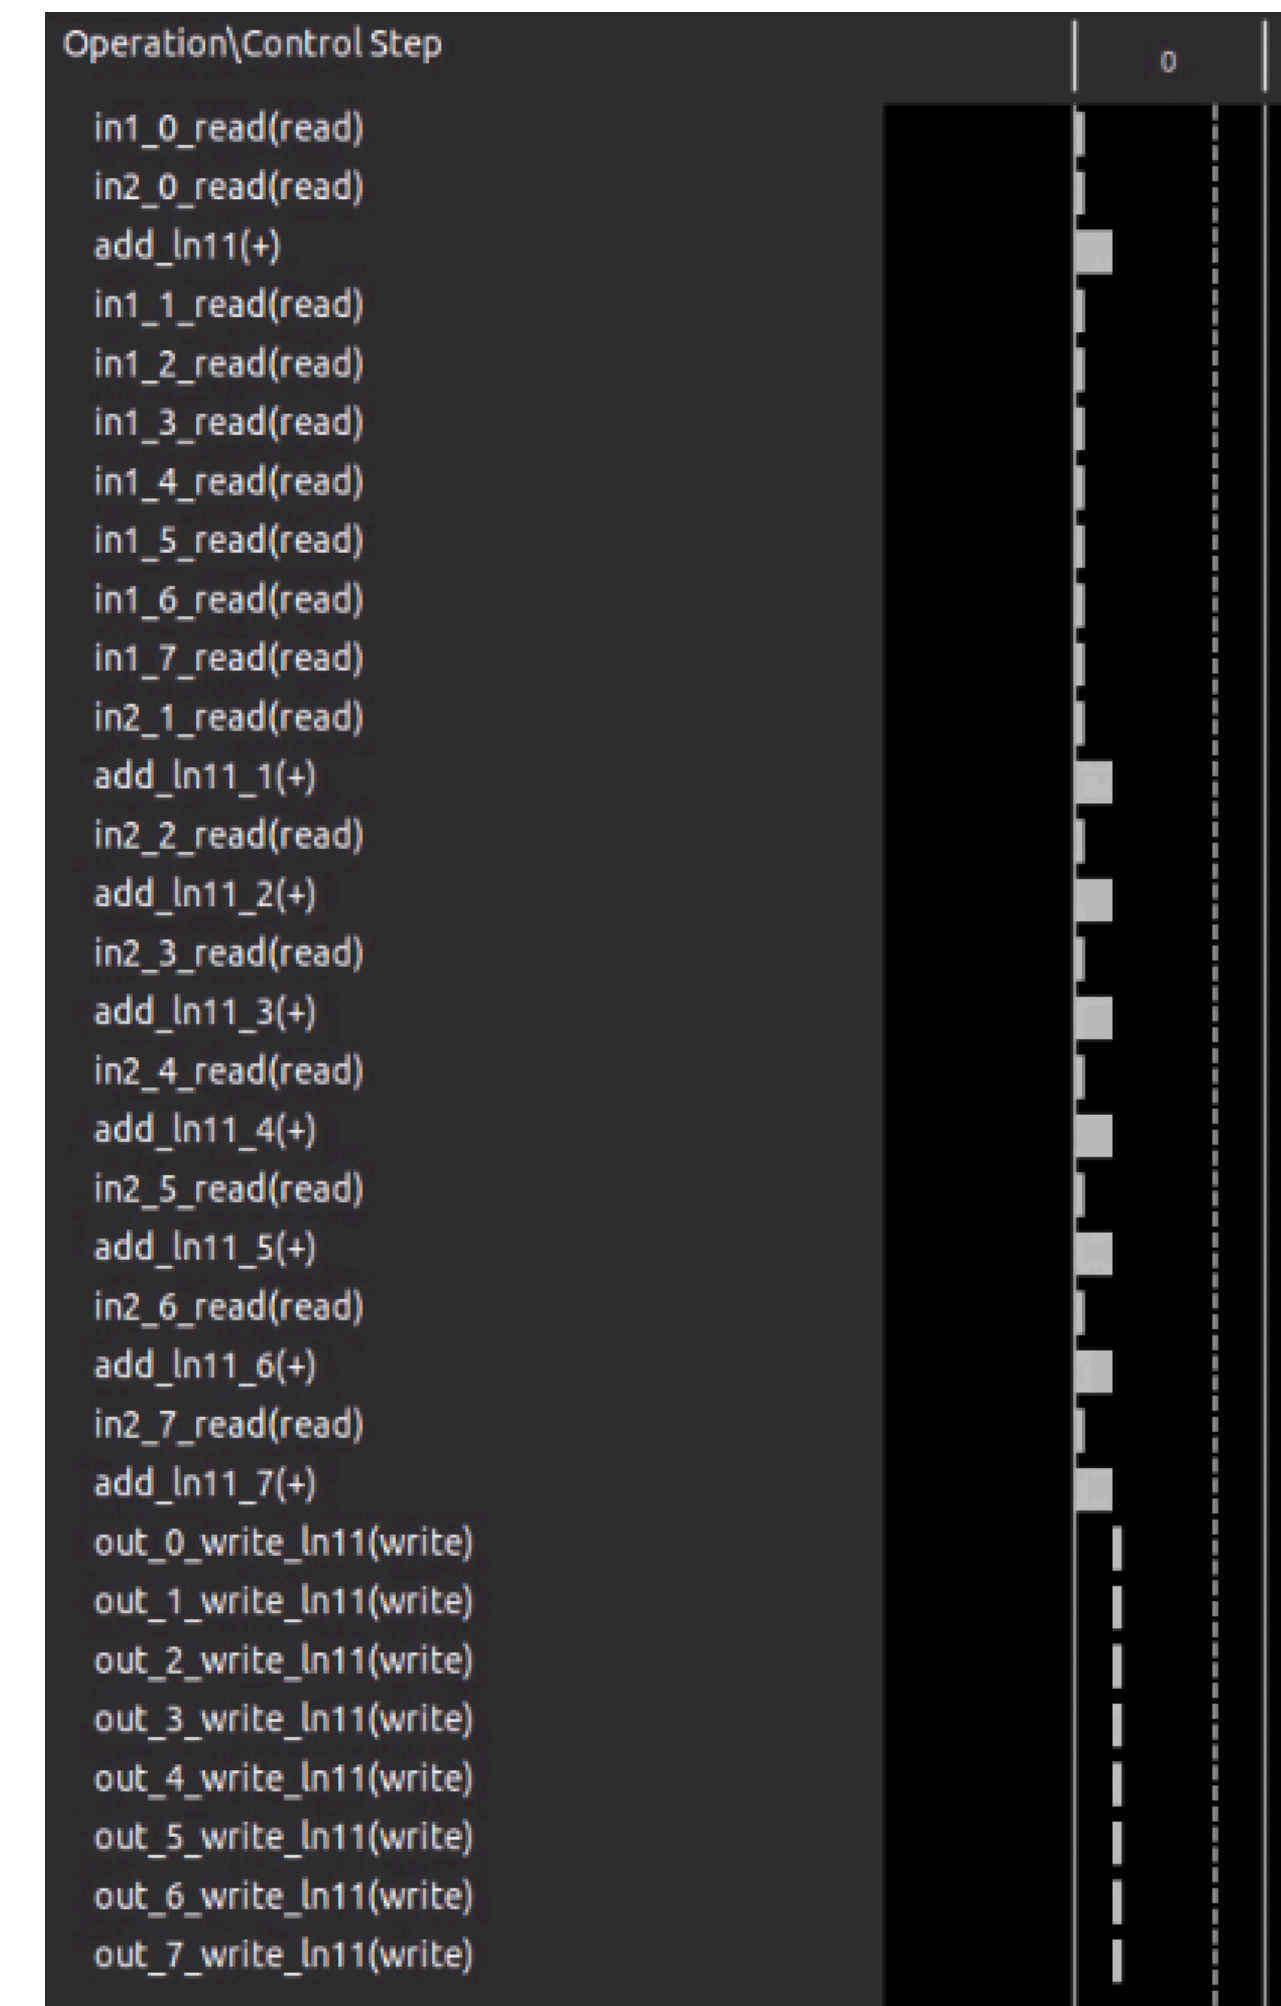 Operation\Control Step
0
in1_0_read(read)
in2_0_read(read)
add_ln11(+)
in1_1_read(read)
in1_2_read(read)
in1_3_read(read)
in1_4_read(read)
in1_5_read(read)
in1_6_read(read)
in1_7_read(read)
in2_1_read(read)
add_ln11_1(+)
in2_2_read(read)
add_ln11_2(+)
in2_3_read(read)
add_ln11_3(+)
in2_4_read(read)
add_ln11_4(+)
in2_5_read(read)
add_ln11_5(+)
in2_6_read(read)
add_ln11_6(+)
in2_7_read(read)
add_ln11_7(+)
out_0_write_ln11(write)
out_1_write_ln11(write)
out_2_write_ln11(write)
out_3_write_ln11(write)
out_4_write_ln11(write)
out_5_write_ln11(write)
out_6_write_ln11(write)
out_7_write_ln11(write)